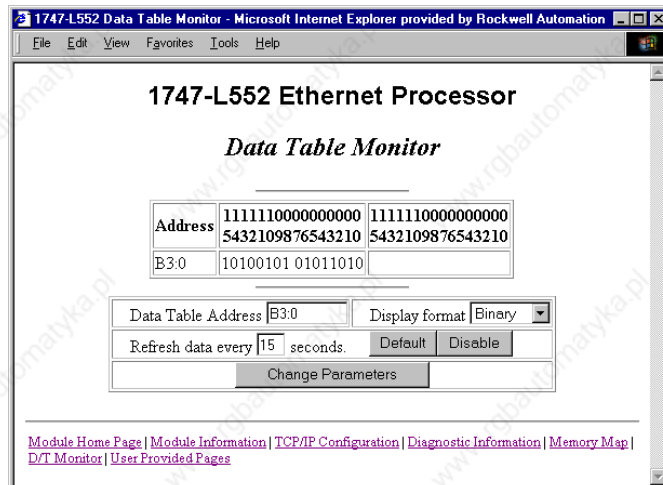 1747-L552 Data Table Monitor - Microsoft Internet Explorer provided by Rockwell Automation
File Edit View Favorites Tools Help
1747-L552 Ethernet Processor
Data Table Monitor
Address 1111110000000000 1111110000000000
5432109876543210 5432109876543210
B3:0 10100101 01011010
Data Table Address B3:0 Display format Binary
Refresh data every 15 seconds. Default Disable
Change Parameters
Module Home Page | Module Information | TCP/IP Configuration | Diagnostic Information | Memory Map |
D/T Monitor | User Provided Pages
www.rgbautomatyka.pl